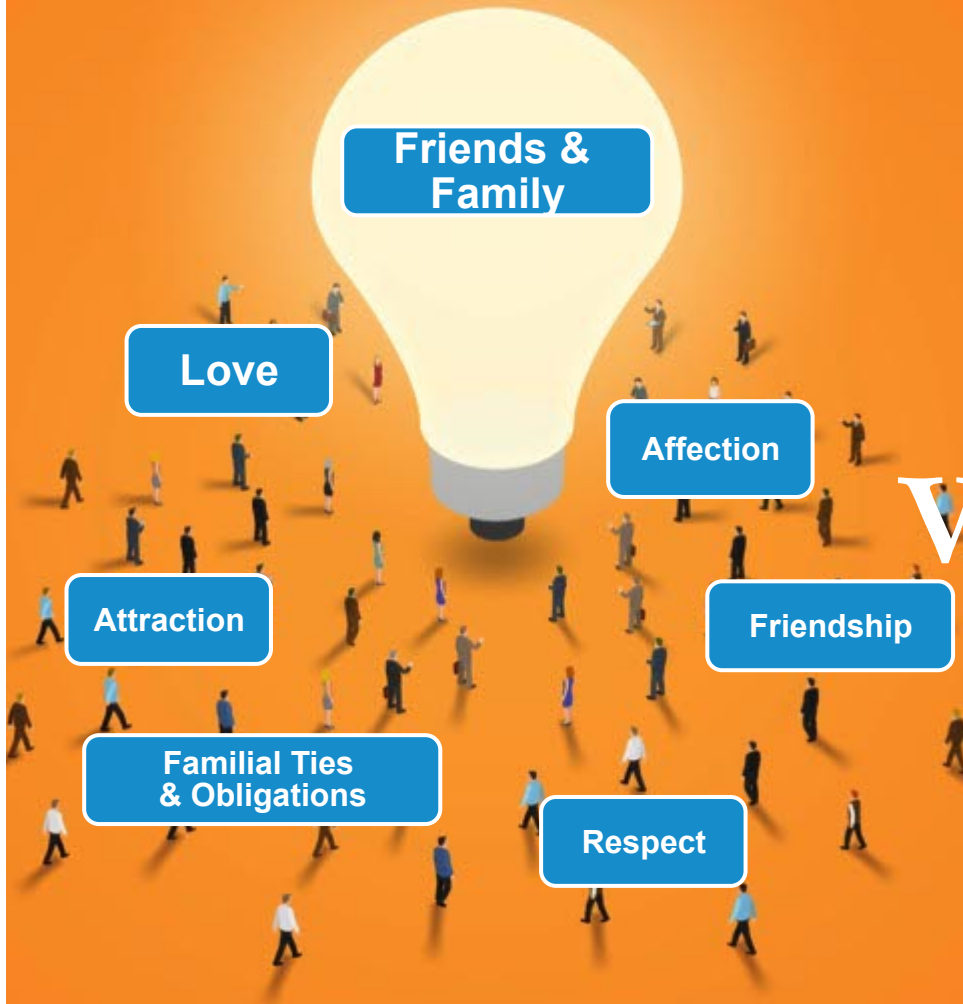 Friends &
Family
Love
Affection
Attraction
Friendship
Familial Ties
& Obligations
Respect